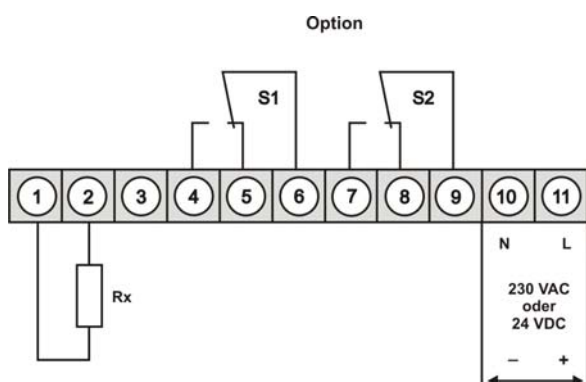 Option
S1 S2
1 2 3 4 5 6 7 8 9 10 11
N L
Rx
230 VAC
oder
24 VDC
– +